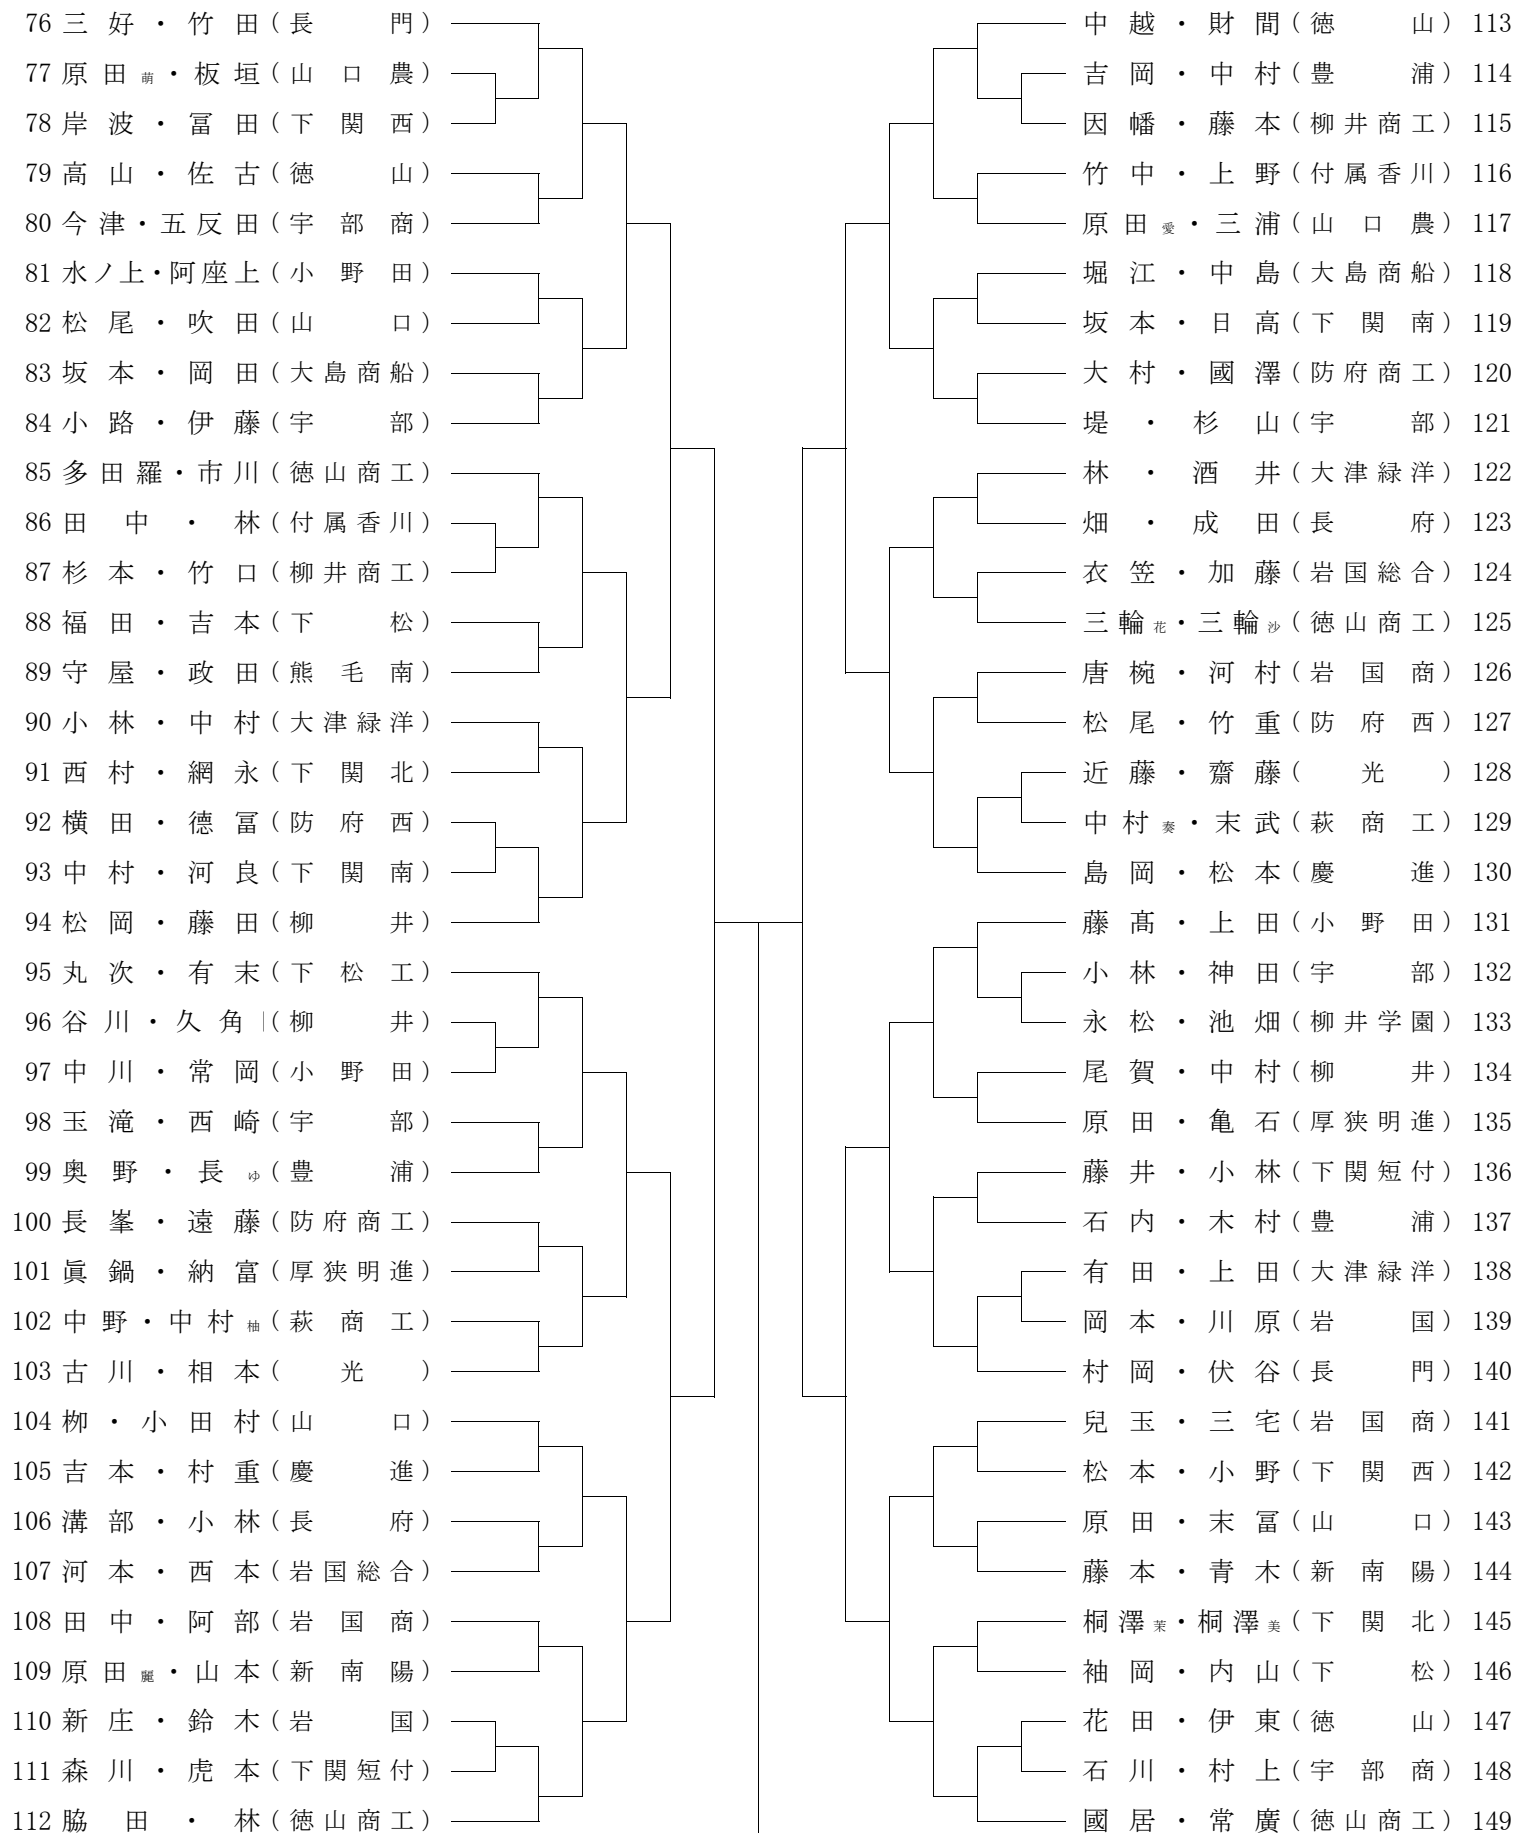 76 三好・竹田(長門)
77 原田萌・板垣(山口農)
78 岸波・冨田(下関西)
79 高山・佐古(徳山)
80 今津・五反田(宇部商)
81 水ノ上・阿座上(小野田)
82 松尾・吹田(山口)
83 坂本・岡田(大島商船)
84 小路・伊藤(宇部)
85 多田羅・市川(徳山商工)
86 田中・林(付属香川)
87 杉本・竹口(柳井商工)
88 福田・吉本(下松)
89 守屋・政田(熊毛南)
90 小林・中村(大津緑洋)
91 西村・網永(下関北)
92 横田・德冨(防府西)
93 中村・河良(下関南)
94 松岡・藤田(柳井)
95 丸次・有末(下松工)
96 谷川・久角(柳井)
97 中川・常岡(小野田)
98 玉滝・西崎(宇部)
99 奥野・長ゆ(豊浦)
100 長峯・遠藤(防府商工)
101 眞鍋・納富(厚狭明進)
102 中野・中村柚(萩商工)
103 古川・相本(光)
104 栁・小田村(山口)
105 吉本・村重(慶進)
106 溝部・小林(長府)
107 河本・西本(岩国総合)
108 田中・阿部(岩国商)
109 原田麗・山本(新南陽)
110 新庄・鈴木(岩国)
111 森川・虎本(下関短付)
112 脇田・林(徳山商工)
中越・財間(徳山) 113
吉岡・中村(豊浦) 114
因幡・藤本(柳井商工) 115
竹中・上野(付属香川) 116
原田愛・三浦(山口農) 117
堀江・中島(大島商船) 118
坂本・日高(下関南) 119
大村・國澤(防府商工) 120
堤・杉山(宇部) 121
林・酒井(大津緑洋) 122
畑・成田(長府) 123
衣笠・加藤(岩国総合) 124
三輪花・三輪沙(徳山商工) 125
唐椀・河村(岩国商) 126
松尾・竹重(防府西) 127
近藤・齋藤(光) 128
中村奏・末武(萩商工) 129
島岡・松本(慶進) 130
藤髙・上田(小野田) 131
小林・神田(宇部) 132
永松・池畑(柳井学園) 133
尾賀・中村(柳井) 134
原田・亀石(厚狭明進) 135
藤井・小林(下関短付) 136
石内・木村(豊浦) 137
有田・上田(大津緑洋) 138
岡本・川原(岩国) 139
村岡・伏谷(長門) 140
兒玉・三宅(岩国商) 141
松本・小野(下関西) 142
原田・末冨(山口) 143
藤本・青木(新南陽) 144
桐澤茉・桐澤美(下関北) 145
袖岡・内山(下松) 146
花田・伊東(徳山) 147
石川・村上(宇部商) 148
國居・常廣(徳山商工) 149